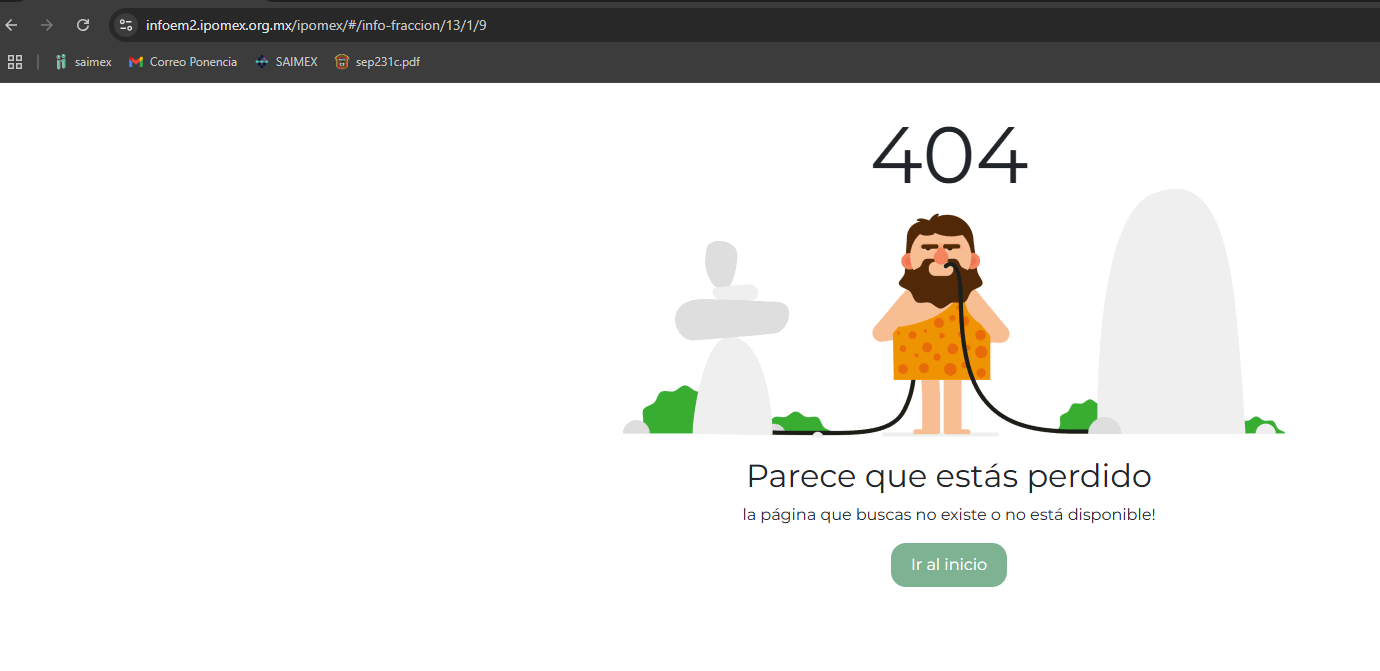 infoem2.ipomex.org.mx/ipomex/#/info-fraccion/13/1/9
saimex Correo Ponencia SAIMEX sep231c.pdf
404
Parece que estás perdido
la página que buscas no existe o no está disponible!
Ir al inicio